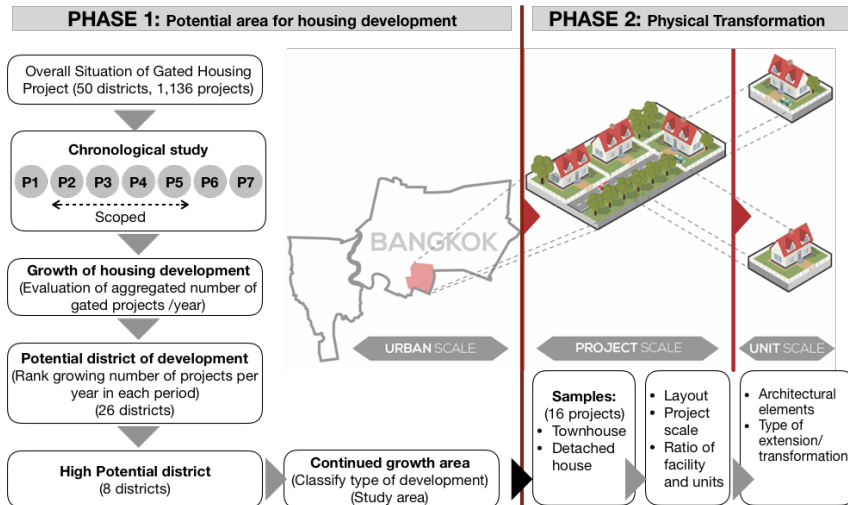 PHASE 1: Potential area for housing development
PHASE 2: Physical Transformation
Overall Situation of Gated Housing
Project (50 districts, 1,136 projects)
Chronological study
P1 P2 P3 P4 P5 P6 P7
Scoped
Growth of housing development
(Evaluation of aggregated number of
gated projects /year)
Potential district of development
(Rank growing number of projects per
year in each period)
(26 districts)
High Potential district
(8 districts)
Continued growth area
(Classify type of development)
(Study area)
BANGKOK
URBAN SCALE
PROJECT SCALE
UNIT SCALE
Samples:
(16 projects)
• Townhouse
• Detached
house
• Layout
• Project
scale
• Ratio of
facility
and units
• Architectural
elements
• Type of
extension/
transformation